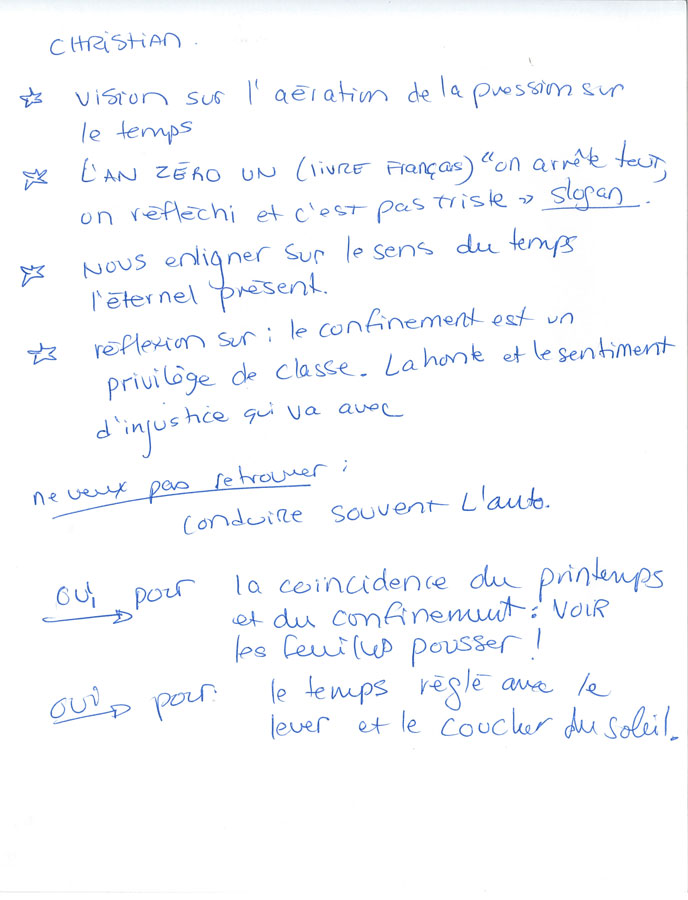 CHRISTIAN.
☆ vision sur l'aération de la pression sur
le temps
☆ L'AN ZÉRO UN (LIVRE FRANÇAIS) "on arrête tout,
on réfléchi et c'est pas triste » slogan.
☆ NOUS enligner sur le sens du temps
l'éternel présent.
☆ réflexion sur : le confinement est un
privilège de classe. La honte et le sentiment
d'injustice qui va avec
ne veux pas retrouver :
conduire souvent L'auto.
oui pour la coincidence du printemps
et du confinement : VOIR
les feuilles pousser !
oui pour : le temps réglé avec le
lever et le coucher du soleil.